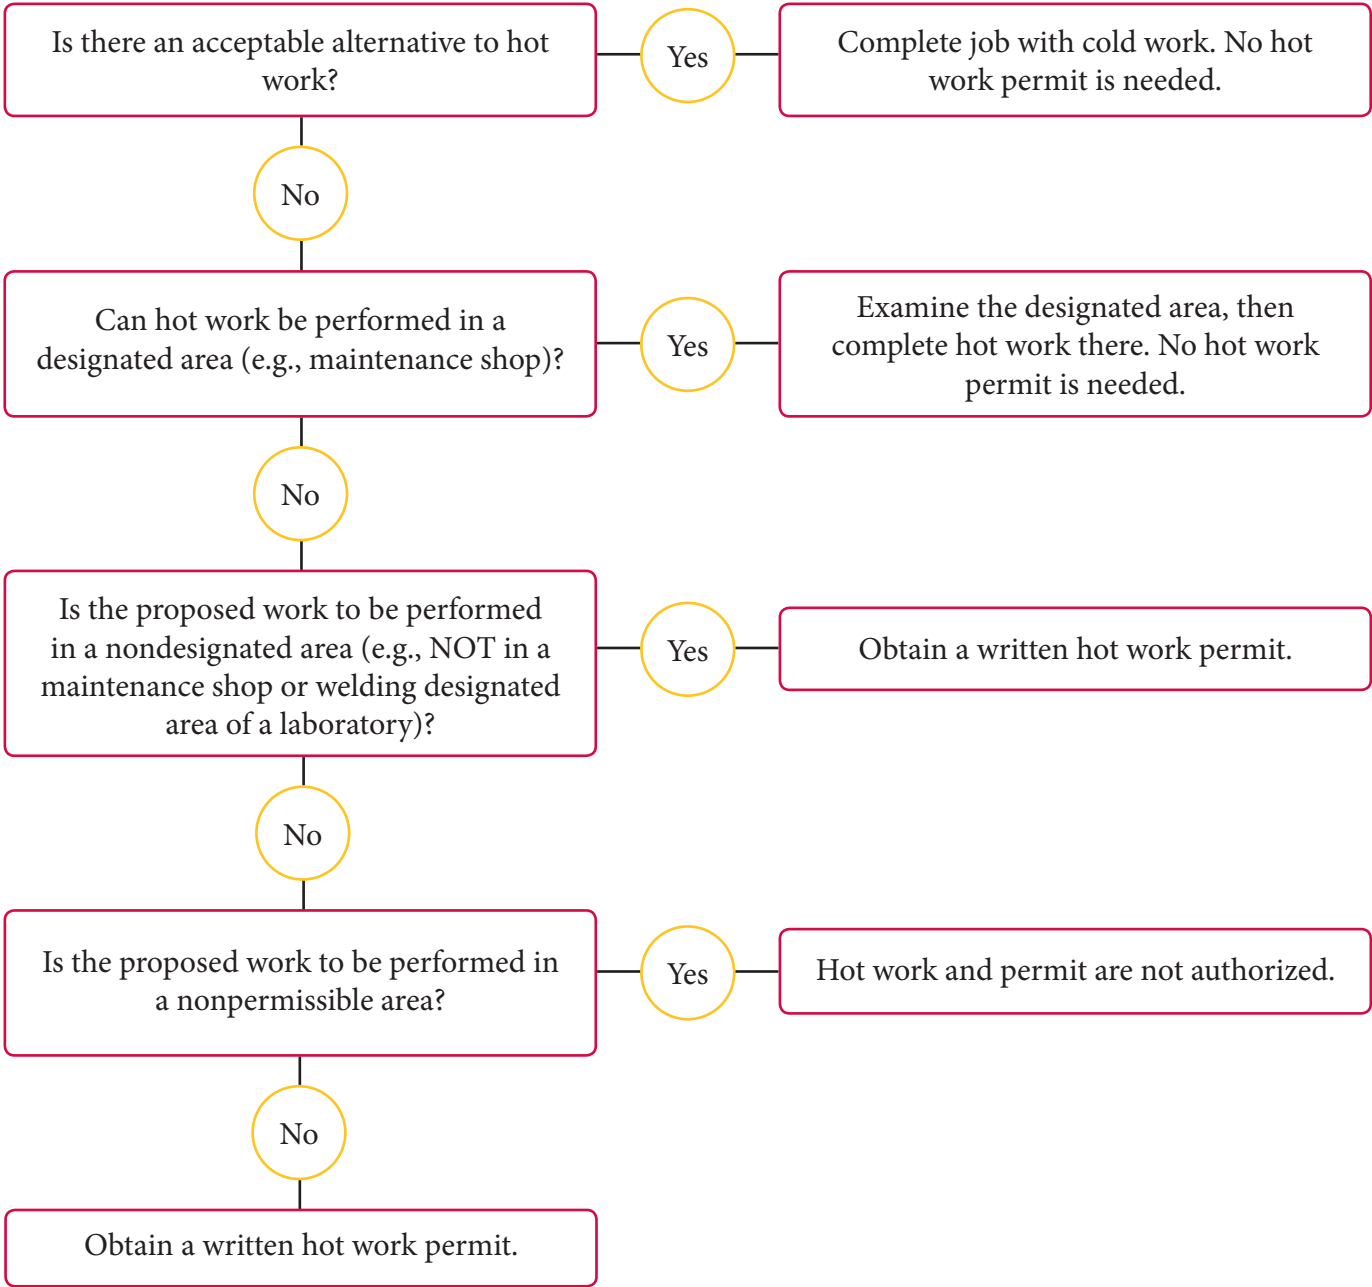 Is there an acceptable alternative to hot
work?
Yes
Complete job with cold work. No hot
work permit is needed.
No
Can hot work be performed in a
designated area (e.g., maintenance shop)?
Yes
Examine the designated area, then
complete hot work there. No hot work
permit is needed.
No
Is the proposed work to be performed
in a nondesignated area (e.g., NOT in a
maintenance shop or welding designated
area of a laboratory)?
Yes
Obtain a written hot work permit.
No
Is the proposed work to be performed in
a nonpermissible area?
Yes
Hot work and permit are not authorized.
No
Obtain a written hot work permit.